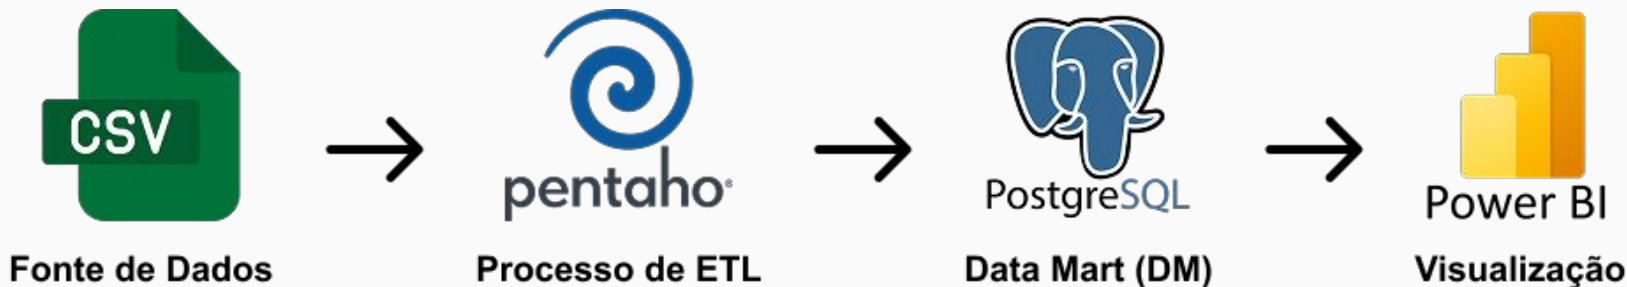 CSV
pentaho®
PostgreSQL
Power BI
Fonte de Dados
Processo de ETL
Data Mart (DM)
Visualização